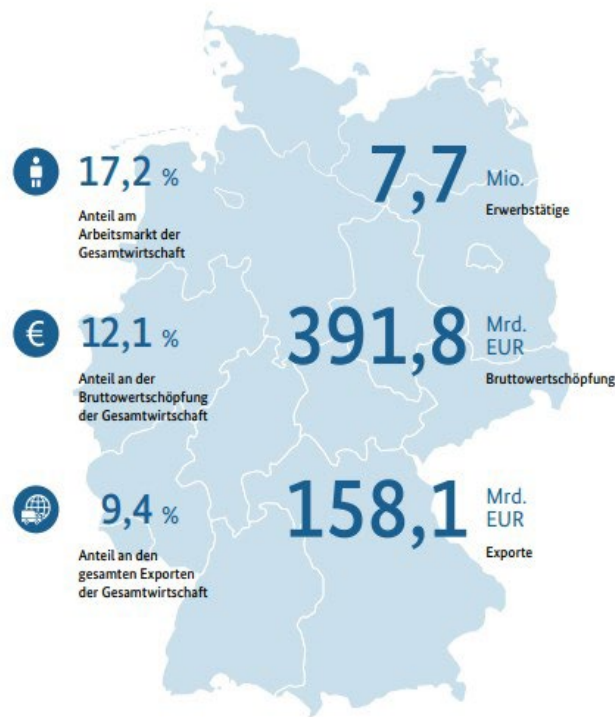 17,2 %
Anteil am
Arbeitsmarkt der
Gesamtwirtschaft
7,7 Mio.
Erwerbstätige
€
12,1 %
Anteil an der
Bruttowertschöpfung
der Gesamtwirtschaft
391,8 Mrd.
EUR
Bruttowertschöpfung
9,4 %
Anteil an den
gesamten Exporten
der Gesamtwirtschaft
158,1 Mrd.
EUR
Exporte